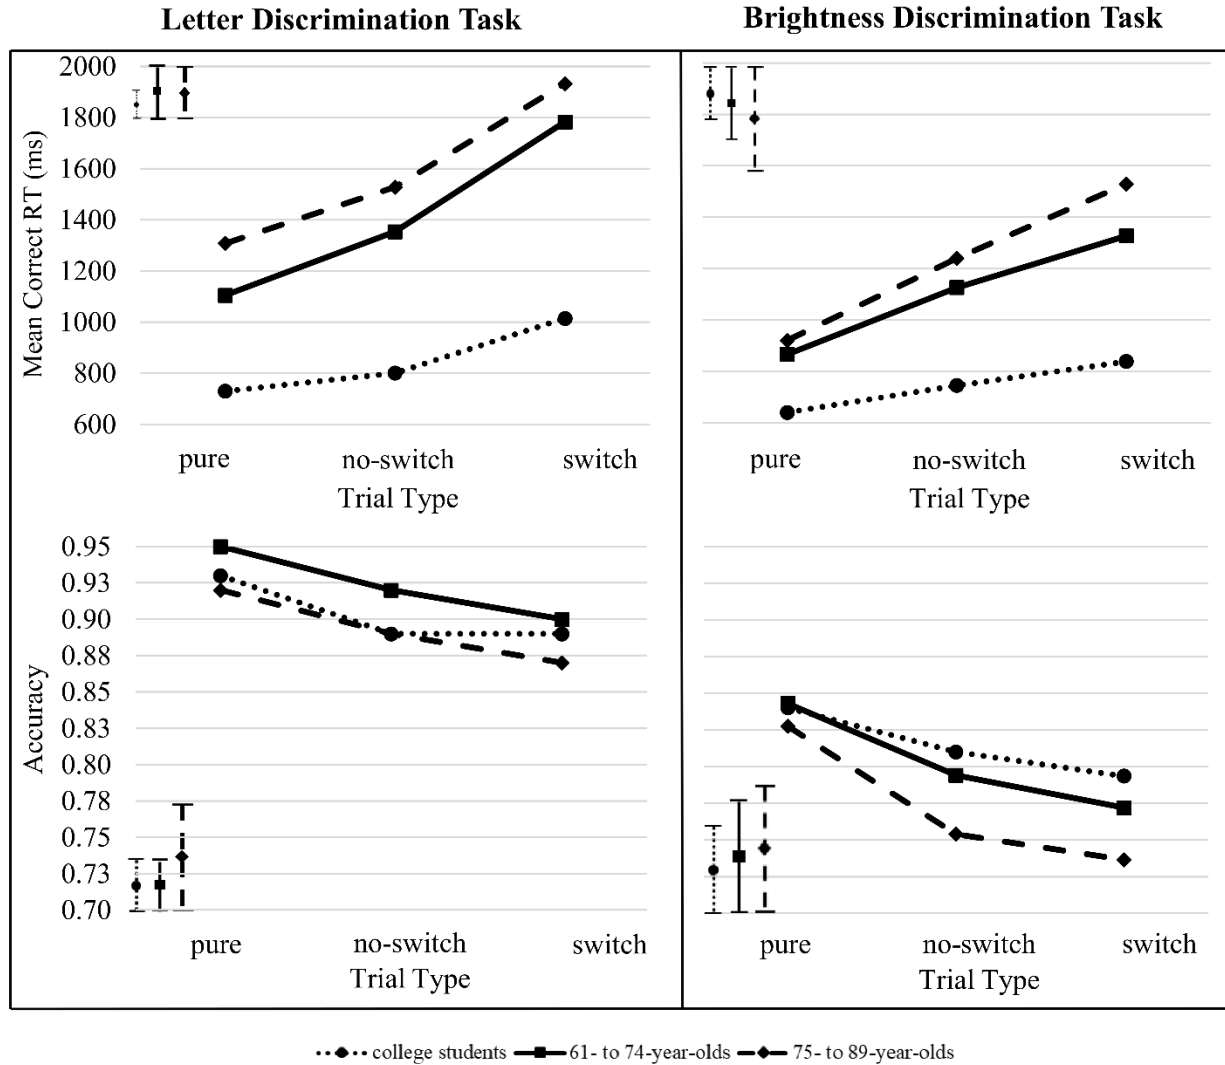 Letter Discrimination Task
Brightness Discrimination Task
Mean Correct RT (ms)
2000
1800
1600
1400
1200
1000
800
600
pure no-switch switch
Trial Type
pure no-switch switch
Trial Type
Accuracy
0.95
0.93
0.90
0.88
0.85
0.83
0.80
0.78
0.75
0.73
0.70
pure no-switch switch
Trial Type
pure no-switch switch
Trial Type
college students 61- to 74-year-olds 75- to 89-year-olds